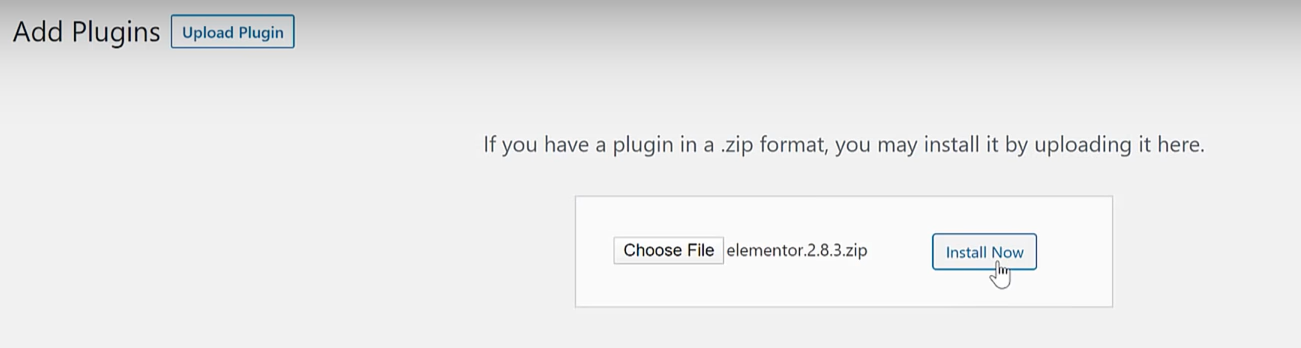 Add Plugins Upload Plugin
If you have a plugin in a .zip format, you may install it by uploading it here.
Choose File elementor.2.8.3.zip Install Now